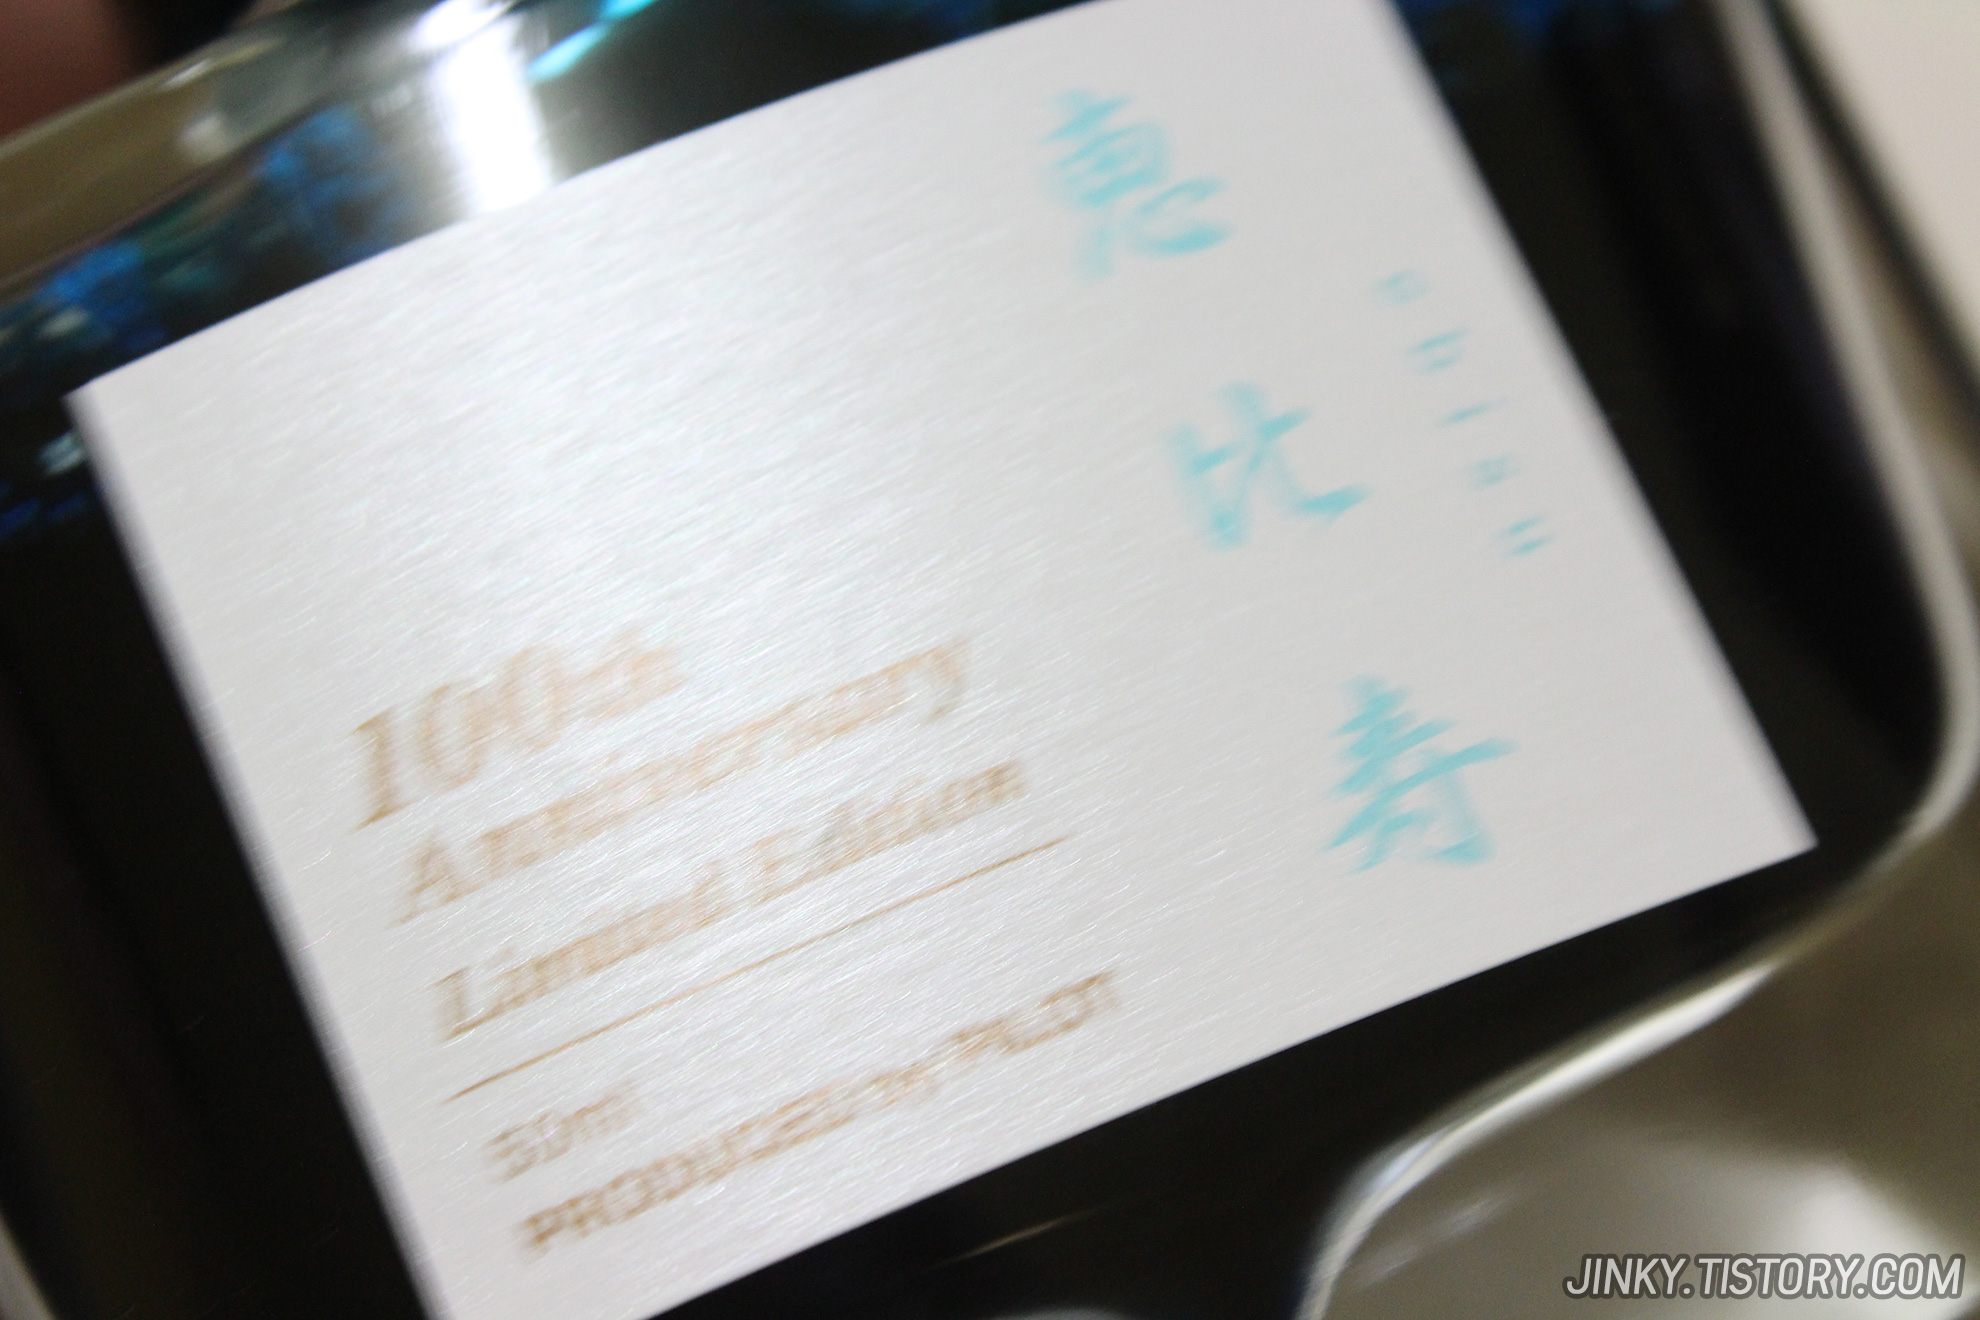 恵比寿
100th
Anniversary
Limited Edition
50ml
PRODUCED BY PILOT
JINKY.TISTORY.COM